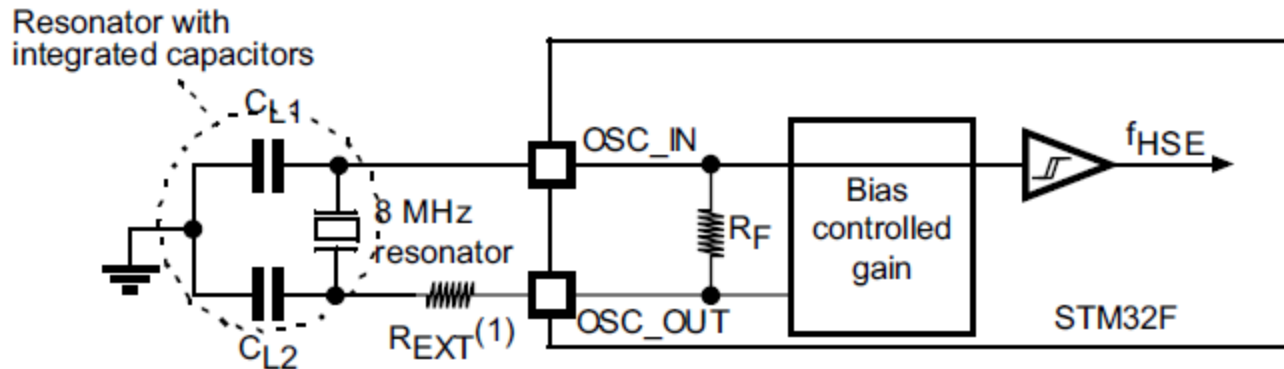 Resonator with
integrated capacitors
CL1
OSC_IN
fHSE
8 MHz
resonator
RF
Bias
controlled
gain
OSC_OUT
STM32F
REXT(1)
CL2